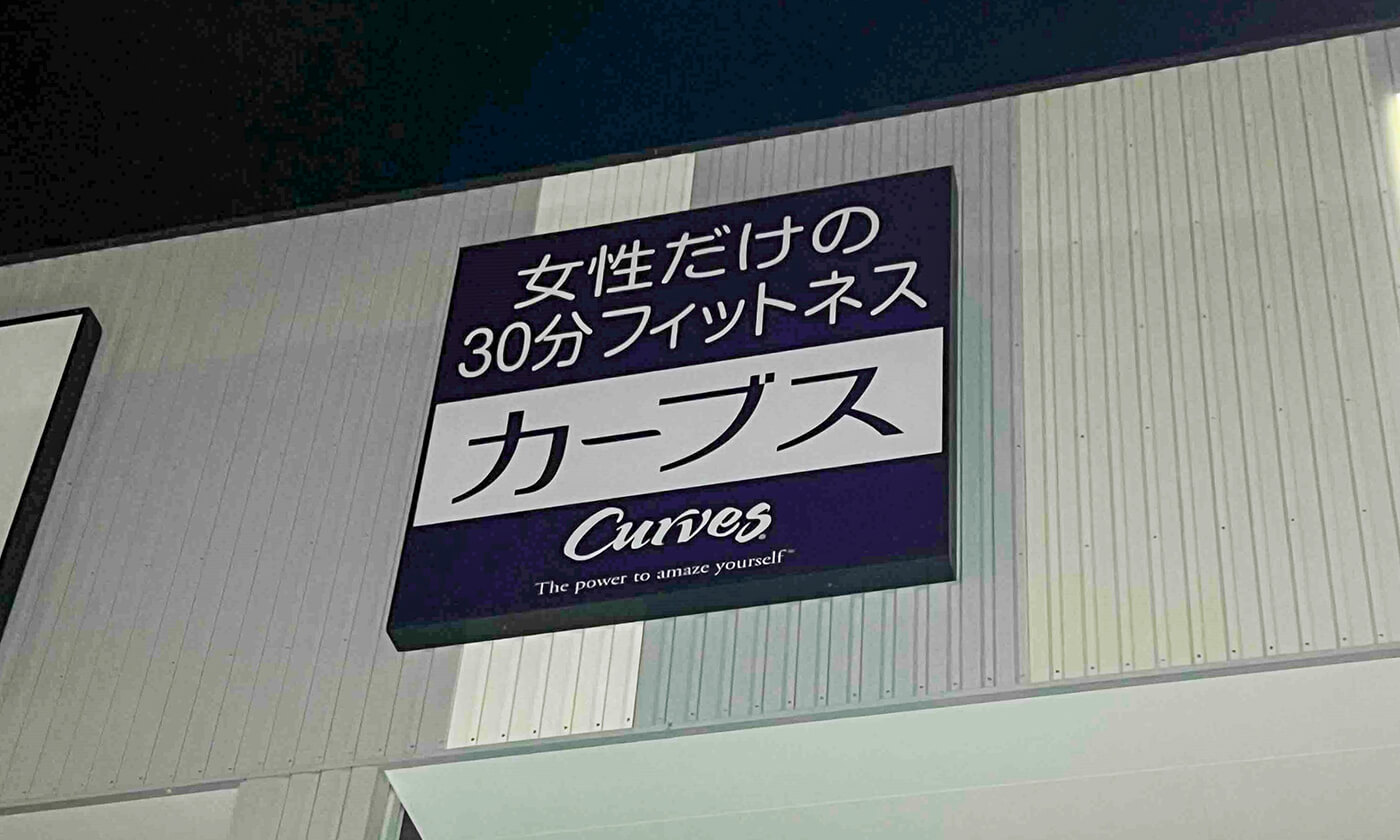 女性だけの
30分フィットネス
カーブス
Curves®
The power to amaze yourself℠